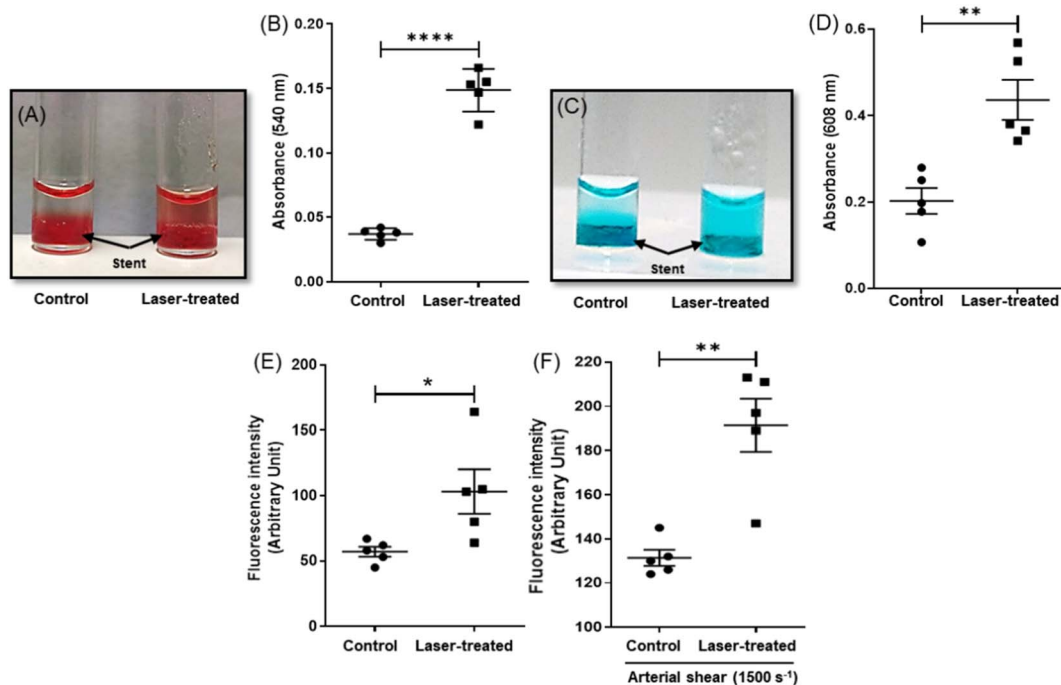 (A)
Stent
Control
Laser-treated
(B)
Absorbance (540 nm)
0.20
0.15
0.10
0.05
0.00
****
Control
Laser-treated
(C)
Stent
Control
Laser-treated
(D)
Absorbance (608 nm)
0.6
0.4
0.2
0.0
**
Control
Laser-treated
(E)
Fluorescence intensity
(Arbitrary Unit)
200
150
100
50
0
*
Control
Laser-treated
(F)
Fluorescence intensity
(Arbitrary Unit)
220
200
180
160
140
120
100
**
Control
Laser-treated
Arterial shear (1500 s⁻¹)